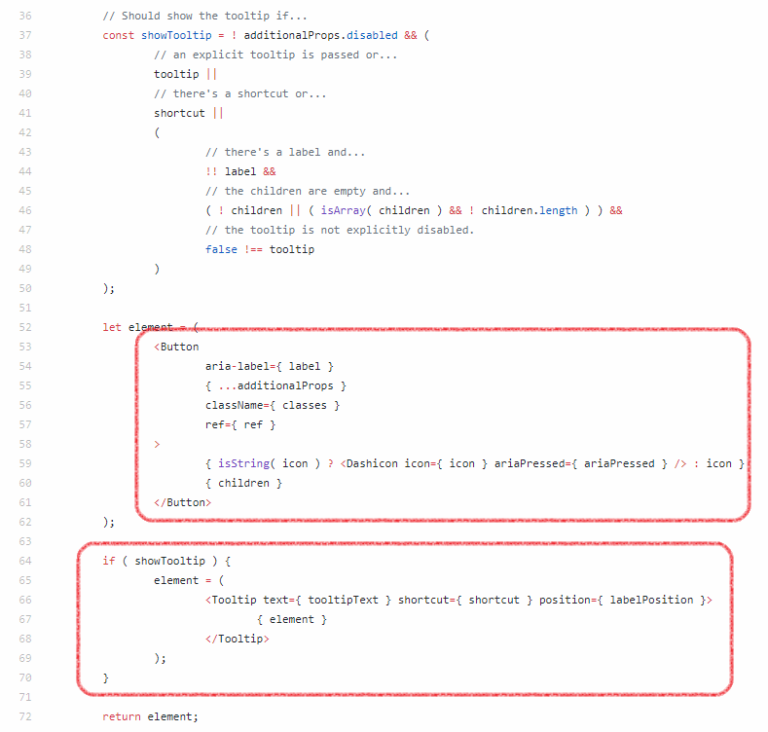 36 // Should show the tooltip if...
37 const showTooltip = ! additionalProps.disabled && (
38 // an explicit tooltip is passed or...
39 tooltip ||
40 // there's a shortcut or...
41 shortcut ||
42 (
43 // there's a label and...
44 !! label &&
45 // the children are empty and...
46 ( ! children || ( isArray( children ) && ! children.length ) ) &&
47 // the tooltip is not explicitly disabled.
48 false !== tooltip
49 )
50 );
51
52 let element = (
53 <Button
54 aria-label={ label }
55 { ...additionalProps }
56 className={ classes }
57 ref={ ref }
58 >
59 { isString( icon ) ? <Dashicon icon={ icon } ariaPressed={ ariaPressed } /> : icon }
60 { children }
61 </Button>
62 );
63
64 if ( showTooltip ) {
65 element = (
66 <Tooltip text={ tooltipText } shortcut={ shortcut } position={ labelPosition }>
67 { element }
68 </Tooltip>
69 );
70 }
71
72 return element;